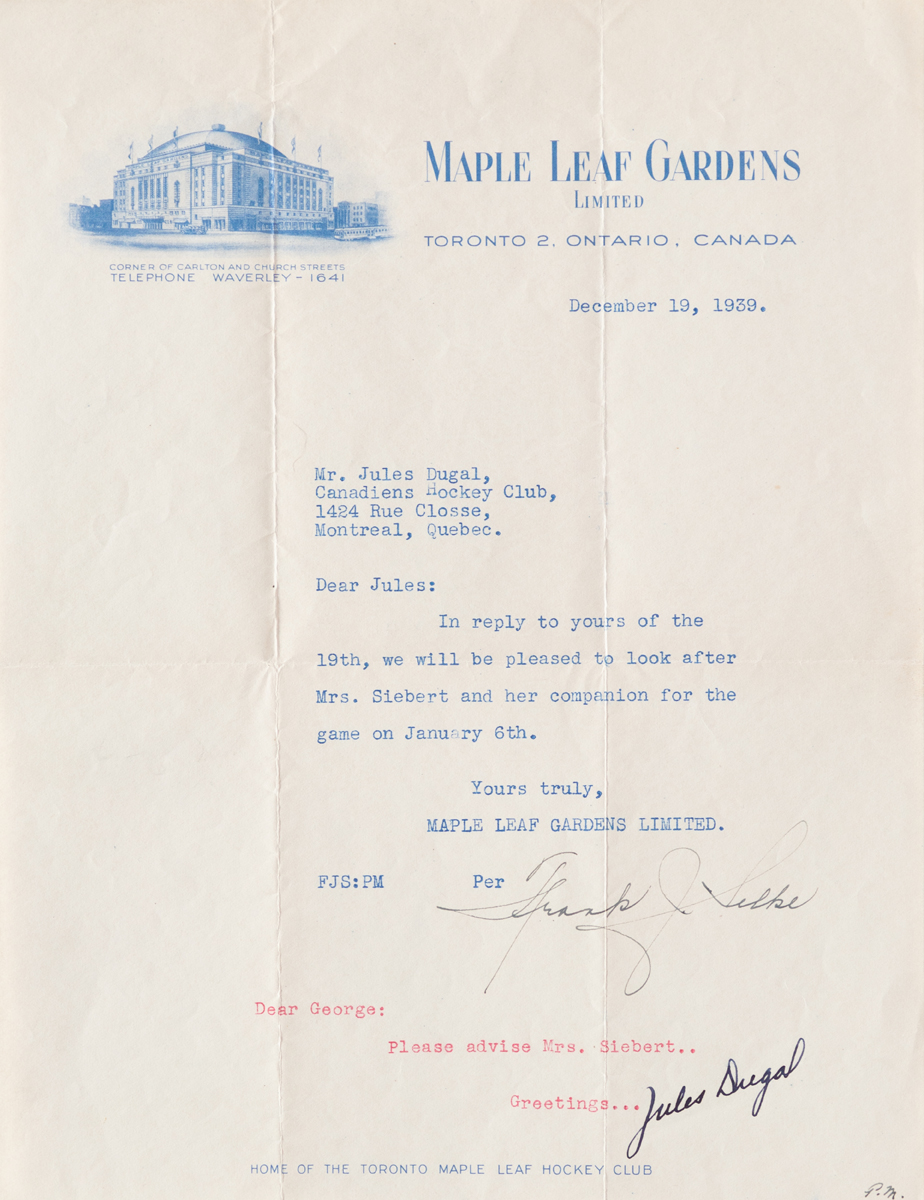 MAPLE LEAF GARDENS
LIMITED
TORONTO 2, ONTARIO, CANADA
CORNER OF CARLTON AND CHURCH STREETS
TELEPHONE WAVERLEY - 1641
December 19, 1939.
Mr. Jules Dugal,
Canadiens Hockey Club,
1424 Rue Closse,
Montreal, Quebec.
Dear Jules:
In reply to yours of the
19th, we will be pleased to look after
Mrs. Siebert and her companion for the
game on January 6th.
Yours truly,
MAPLE LEAF GARDENS LIMITED.
FJS:PM Per Frank J. Selke
Dear George:
Please advise Mrs. Siebert..
Greetings... Jules Dugal
HOME OF THE TORONTO MAPLE LEAF HOCKEY CLUB
P.M.